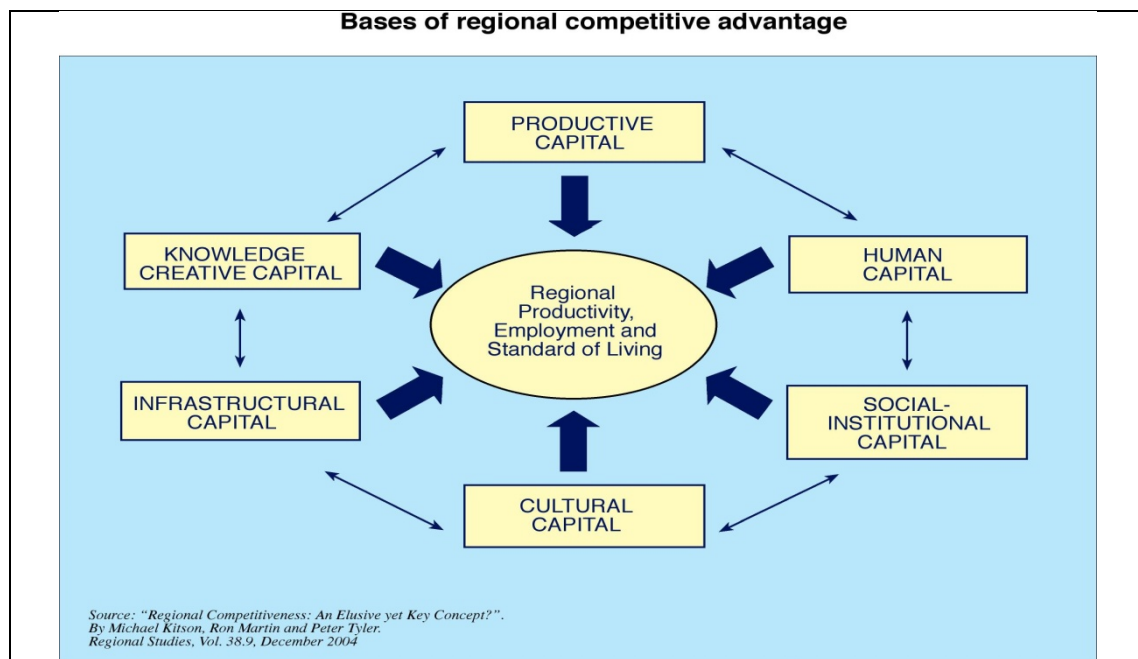 Bases of regional competitive advantage
PRODUCTIVE
CAPITAL
KNOWLEDGE
CREATIVE CAPITAL
HUMAN
CAPITAL
Regional
Productivity,
Employment and
Standard of Living
INFRASTRUCTURAL
CAPITAL
SOCIAL-
INSTITUTIONAL
CAPITAL
CULTURAL
CAPITAL
Source: "Regional Competitiveness: An Elusive yet Key Concept?".
By Michael Kitson, Ron Martin and Peter Tyler.
Regional Studies, Vol. 38.9, December 2004